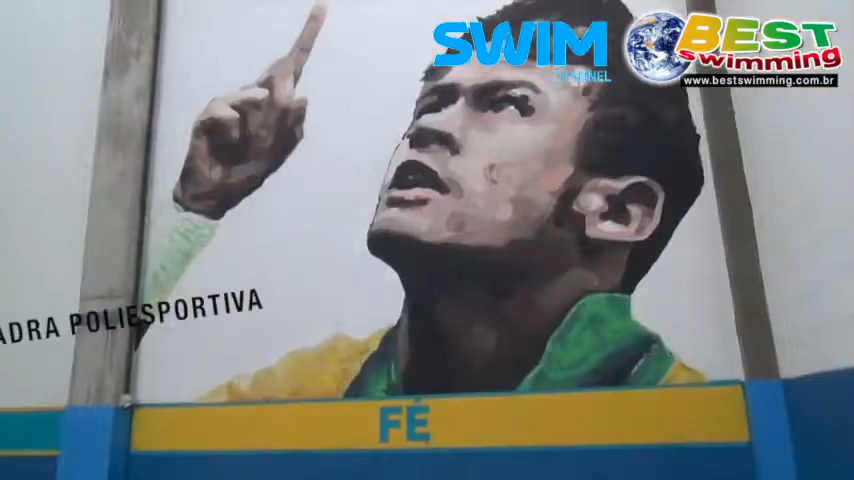 SWIM
CHANNEL
BEST
swimming
www.bestswimming.com.br
ADRA POLIESPORTIVA
FÉ